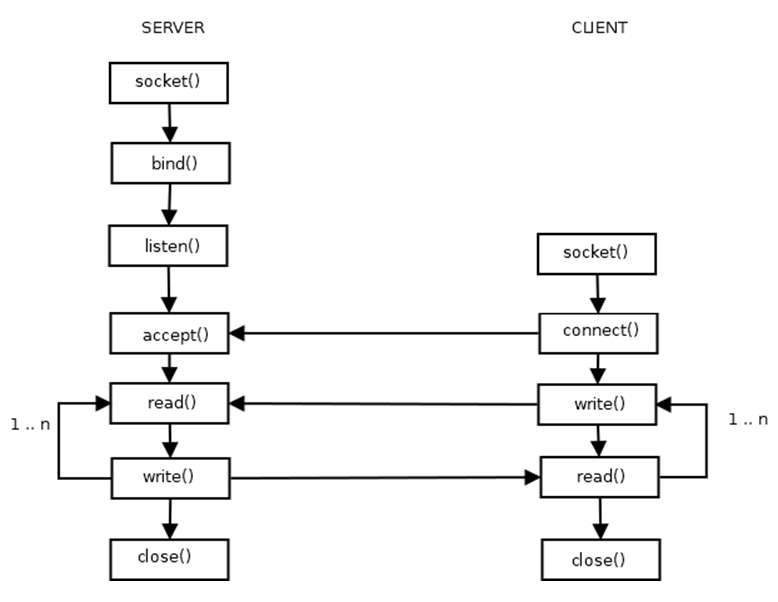 SERVER
CLIENT
socket()
bind()
listen()
socket()
accept()
connect()
read()
write()
1 .. n
1 .. n
write()
read()
close()
close()